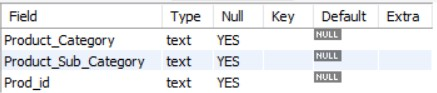 Field Type Null Key Default Extra
Product_Category text YES NULL
Product_Sub_Category text YES NULL
Prod_id text YES NULL